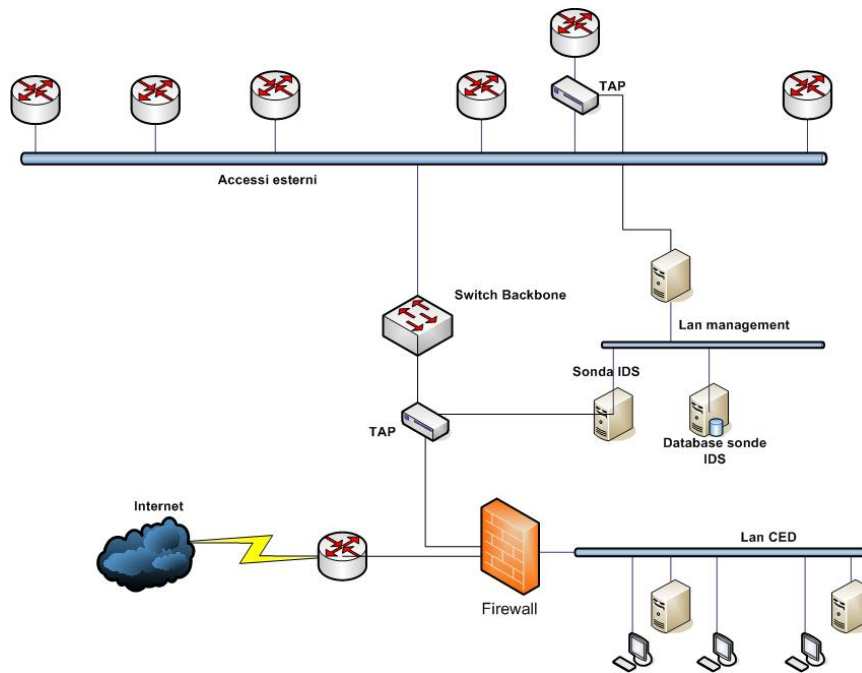 TAP
Accessi esterni
Switch Backbone
Lan management
Sonda IDS
TAP
Database sonde
IDS
Internet
Lan CED
Firewall